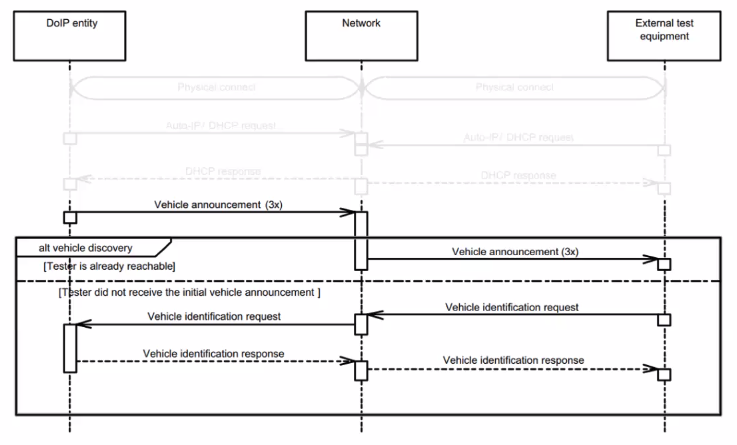 DoIP entity
Network
External test
equipment
Physical connect
Physical connect
Auto-IP / DHCP request
Auto-IP / DHCP request
DHCP response
DHCP response
Vehicle announcement (3x)
alt vehicle discovery
Vehicle announcement (3x)
[Tester is already reachable]
[Tester did not receive the initial vehicle announcement ]
Vehicle identification request
Vehicle identification request
Vehicle identification response
Vehicle identification response